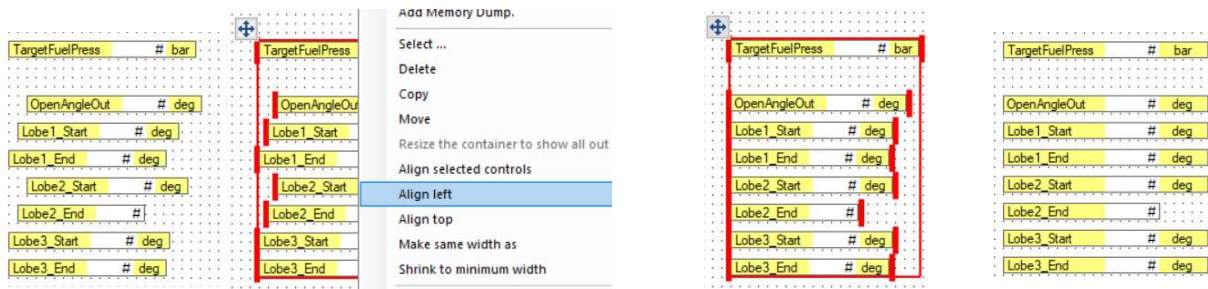 TargetFuelPress # bar
OpenAngleOut # deg
Lobe1_Start # deg
Lobe1_End # deg
Lobe2_Start # deg
Lobe2_End #
Lobe3_Start # deg
Lobe3_End # deg
TargetFuelPress
OpenAngleOut
Lobe1_Start
Lobe1_End
Lobe2_Start
Lobe2_End
Lobe3_Start
Lobe3_End
Add Memory Dump.
Select ...
Delete
Copy
Move
Resize the container to show all out
Align selected controls
Align left
Align top
Make same width as
Shrink to minimum width
TargetFuelPress # bar
OpenAngleOut # deg
Lobe1_Start # deg
Lobe1_End # deg
Lobe2_Start # deg
Lobe2_End #
Lobe3_Start # deg
Lobe3_End # deg
TargetFuelPress # bar
OpenAngleOut # deg
Lobe1_Start # deg
Lobe1_End # deg
Lobe2_Start # deg
Lobe2_End #
Lobe3_Start # deg
Lobe3_End # deg